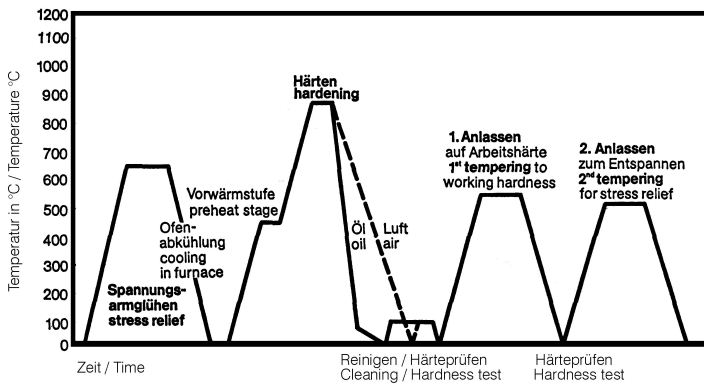 Temperatur in °C / Temperature °C
1200
1100
1000
900
800
700
600
500
400
300
200
100
0
Spannungs-
armglühen
stress relief
Ofen-
abkühlung
cooling
in furnace
Vorwärmstufe
preheat stage
Härten
hardening
Öl
oil
Luft
air
1. Anlassen
auf Arbeitshärte
1st tempering to
working hardness
2. Anlassen
zum Entspannen
2nd tempering
for stress relief
Zeit / Time
Reinigen / Härteprüfen
Cleaning / Hardness test
Härteprüfen
Hardness test